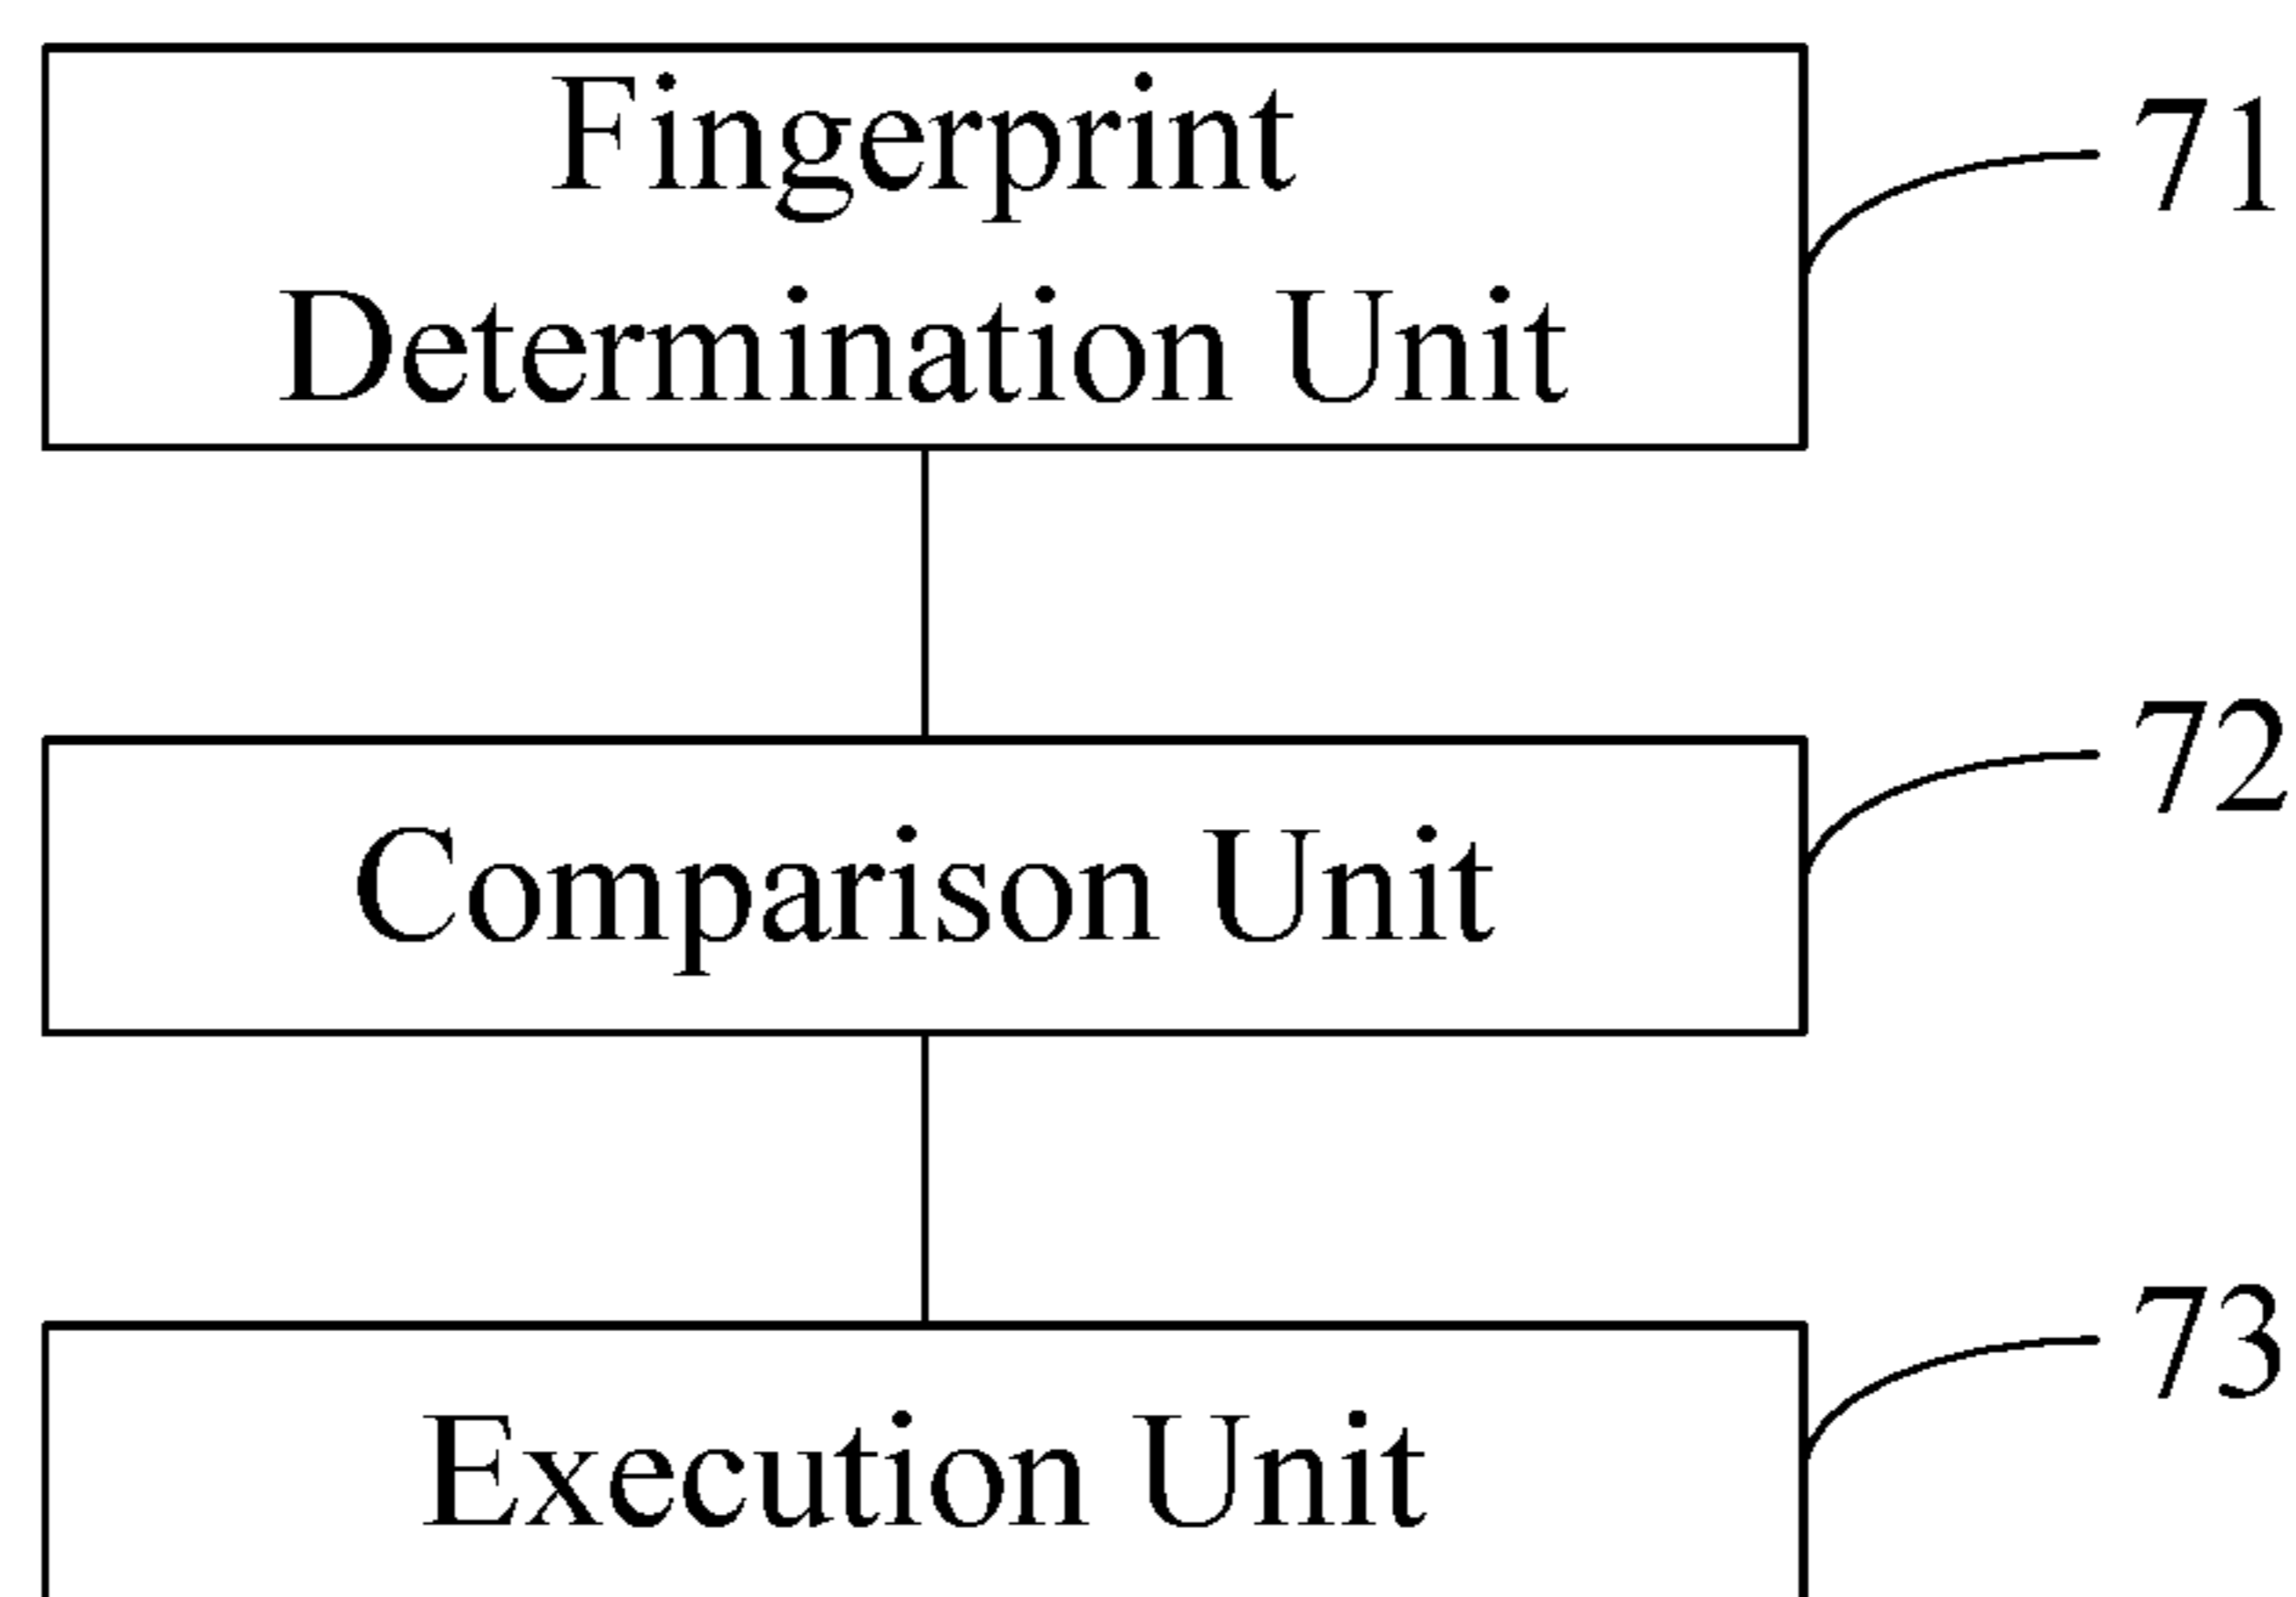 Fingerprint
Determination Unit
71
Comparison Unit
72
Execution Unit
73